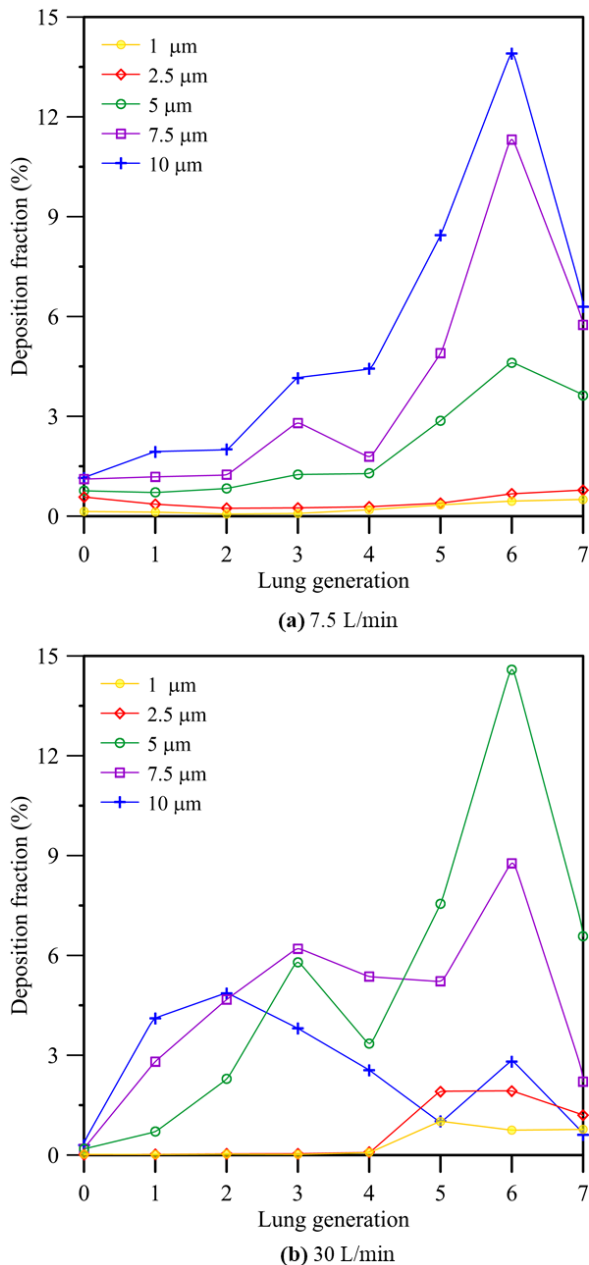 15
12
9
6
3
0
Deposition fraction (%)
1 μm
2.5 μm
5 μm
7.5 μm
10 μm
0 1 2 3 4 5 6 7
Lung generation
(a) 7.5 L/min
15
12
9
6
3
0
Deposition fraction (%)
1 μm
2.5 μm
5 μm
7.5 μm
10 μm
0 1 2 3 4 5 6 7
Lung generation
(b) 30 L/min